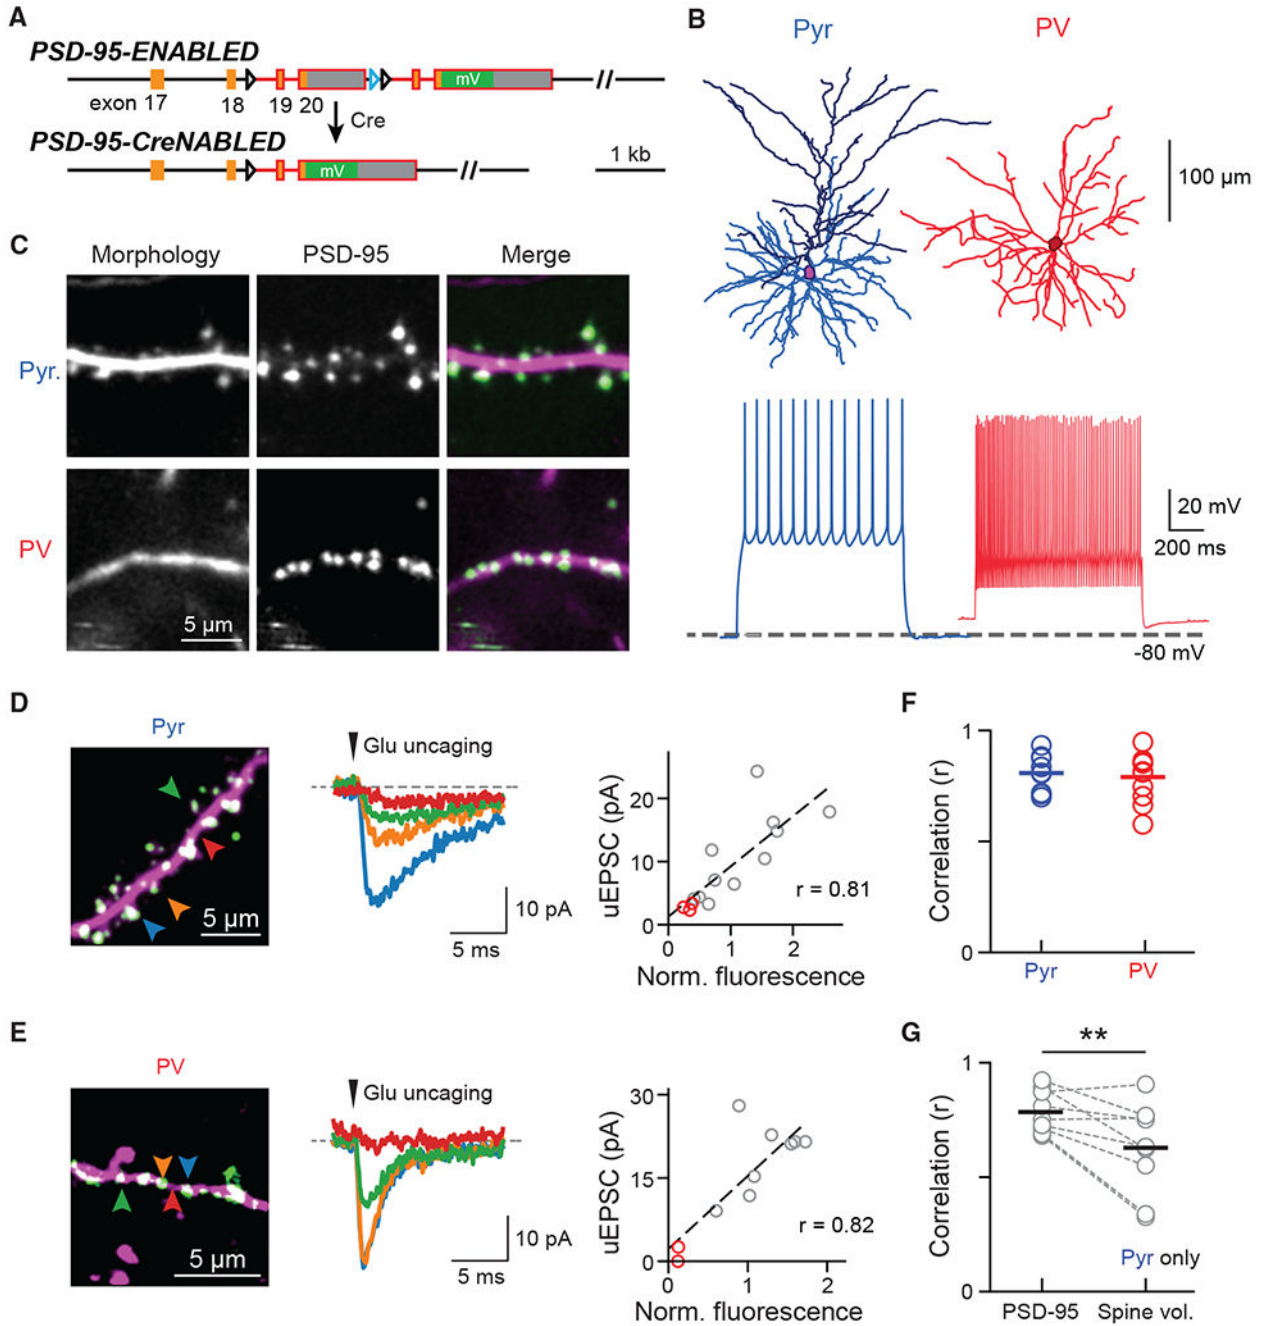 A
PSD-95-ENABLED
mV
exon 17 18 19 20
Cre
PSD-95-CreNABLED
mV
1 kb
B
Pyr PV
100 µm
20 mV
200 ms
-80 mV
C
Morphology PSD-95 Merge
Pyr.
PV
5 µm
D
Pyr
5 µm
Glu uncaging
10 pA
5 ms
uEPSC (pA)
20
10
0
r = 0.81
0 1 2
Norm. fluorescence
E
PV
5 µm
Glu uncaging
10 pA
5 ms
uEPSC (pA)
30
15
0
r = 0.82
0 1 2
Norm. fluorescence
F
Correlation (r)
1
0
Pyr PV
G
**
Correlation (r)
1
0
Pyr only
PSD-95 Spine vol.